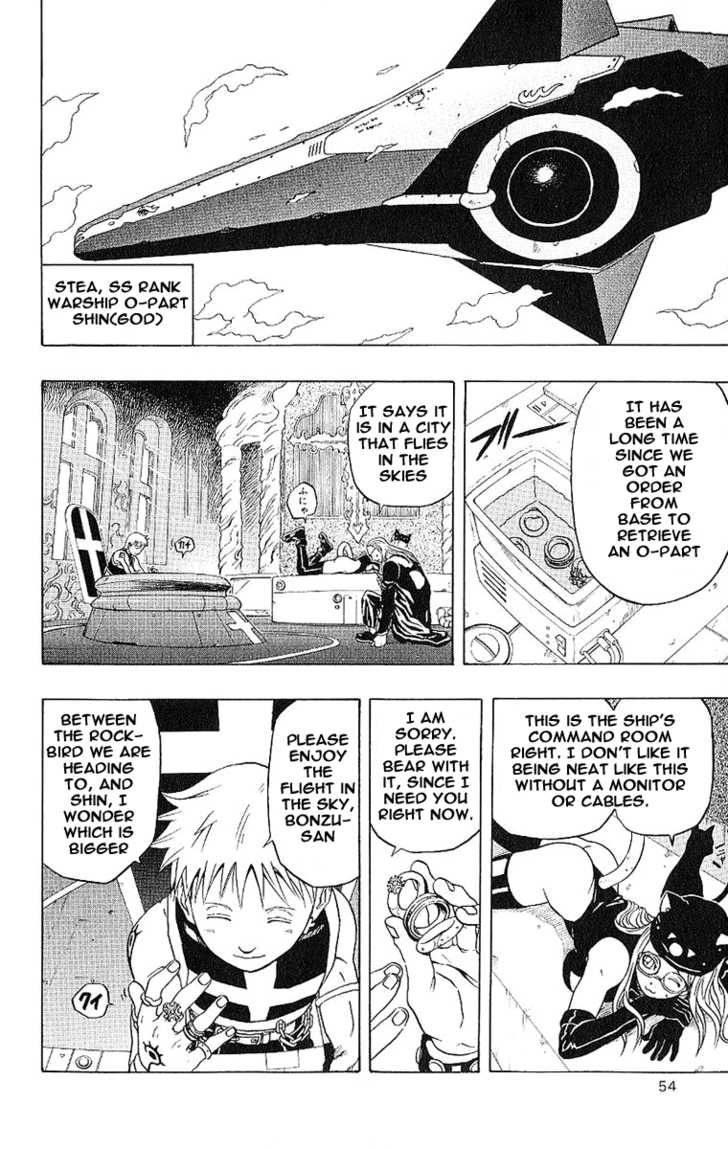 STEA, SS RANK
WARSHIP O-PART
SHIN(GOD)
IT HAS
BEEN A
LONG TIME
SINCE WE
GOT AN
ORDER
FROM
BASE TO
RETRIEVE
AN O-PART
IT SAYS IT
IS IN A CITY
THAT FLIES
IN THE
SKIES
ふにゃ
THIS IS THE SHIP'S
COMMAND ROOM
RIGHT. I DON'T LIKE IT
BEING NEAT LIKE THIS
WITHOUT A MONITOR
OR CABLES.
I AM
SORRY.
PLEASE
BEAR WITH
IT, SINCE I
NEED YOU
RIGHT NOW.
PLEASE
ENJOY
THE
FLIGHT IN
THE SKY,
BONZU-
SAN
BETWEEN
THE ROCK-
BIRD WE ARE
HEADING
TO, AND
SHIN, I
WONDER
WHICH IS
BIGGER
54